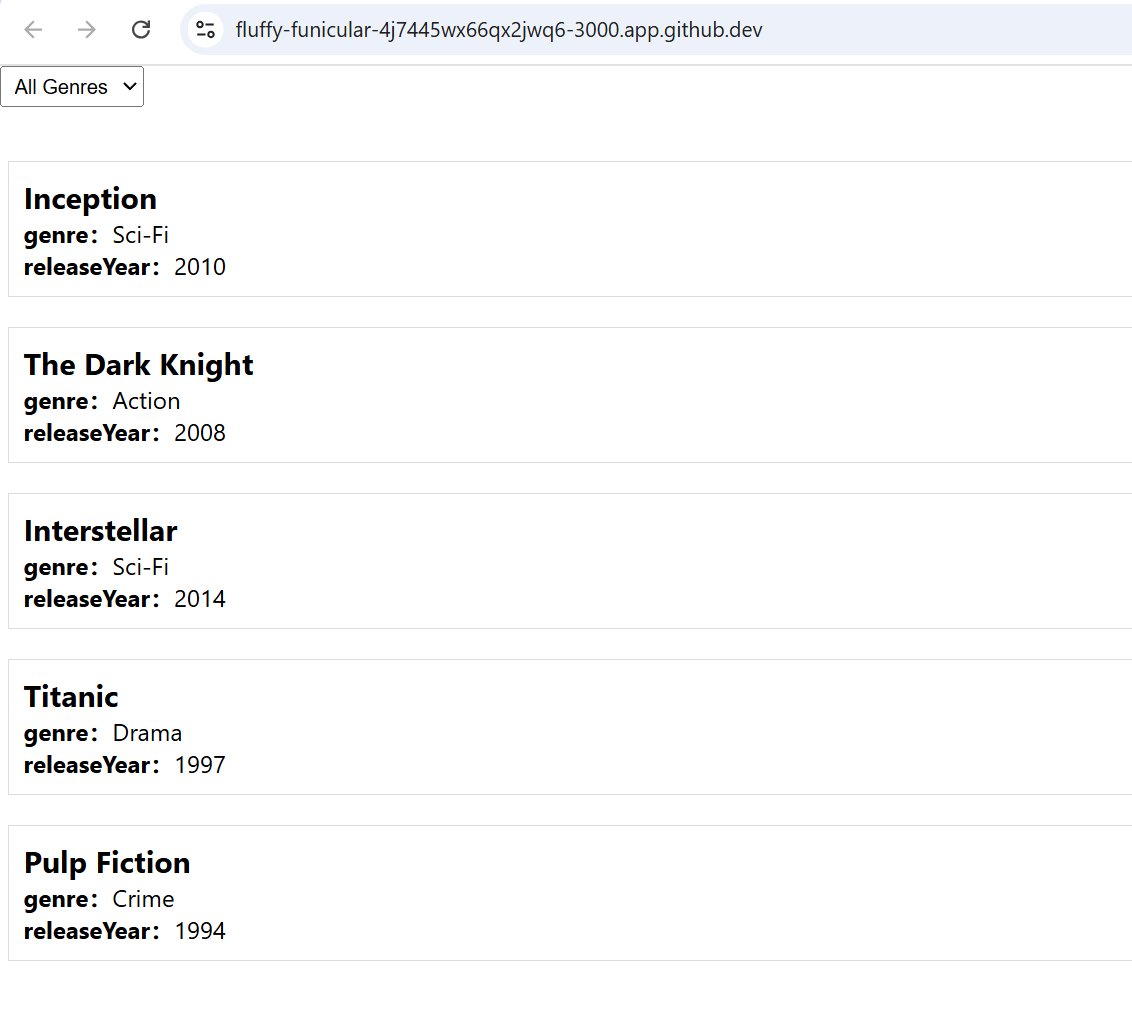 fluffy-funicular-4j7445wx66qx2jwq6-3000.app.github.dev
All Genres
Inception
genre： Sci-Fi
releaseYear： 2010
The Dark Knight
genre： Action
releaseYear： 2008
Interstellar
genre： Sci-Fi
releaseYear： 2014
Titanic
genre： Drama
releaseYear： 1997
Pulp Fiction
genre： Crime
releaseYear： 1994